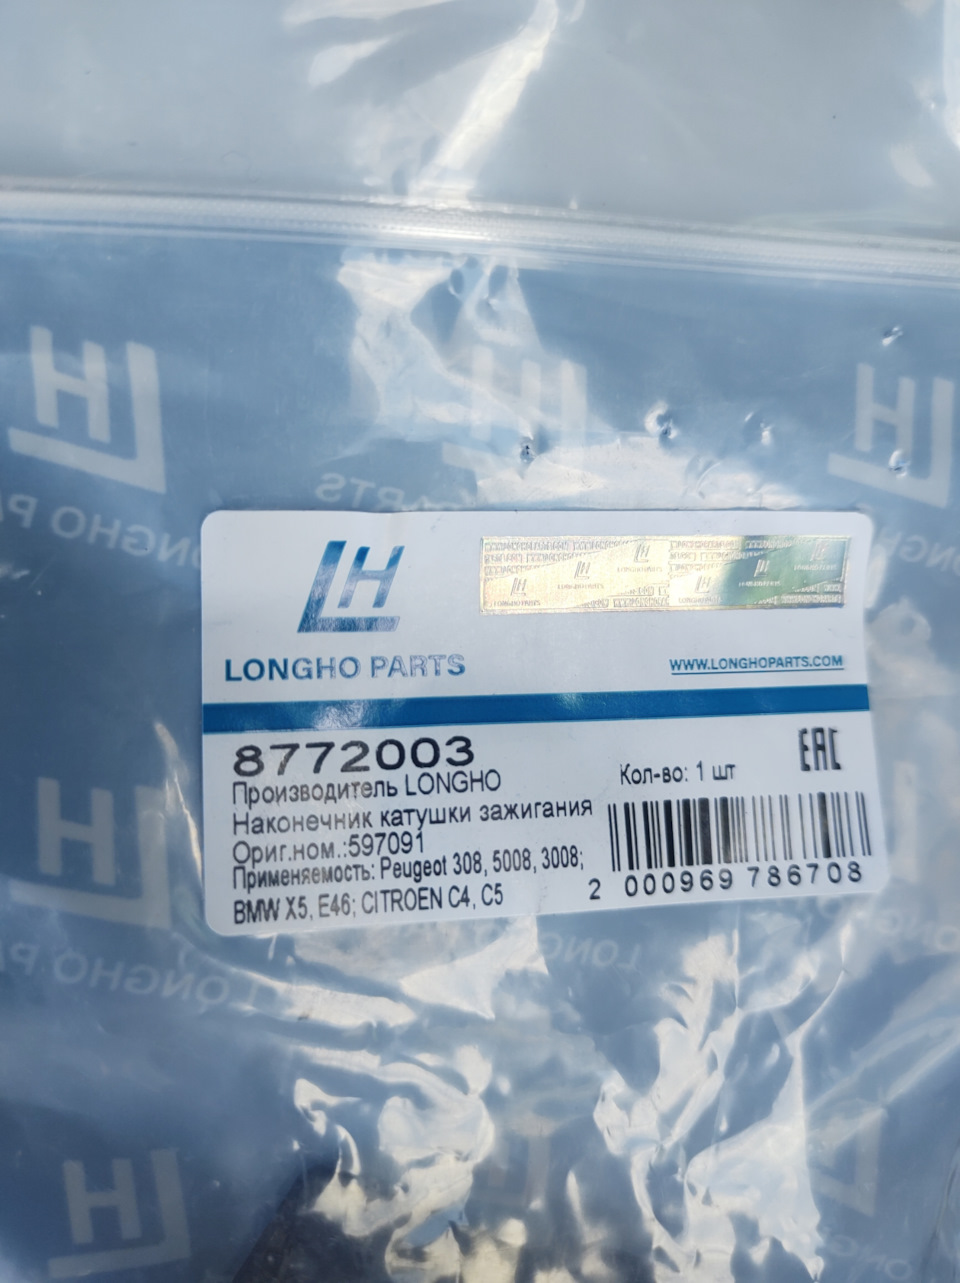 LH
LONGHO PARTS
WWW.LONGHOPARTS.COM
8772003
EAC
Производитель LONGHO
Кол-во: 1 шт
Наконечник катушки зажигания
Ориг.ном.:597091
Применяемость: Peugeot 308, 5008, 3008;
BMW X5, E46; CITROEN C4, C5
2 000969 786708